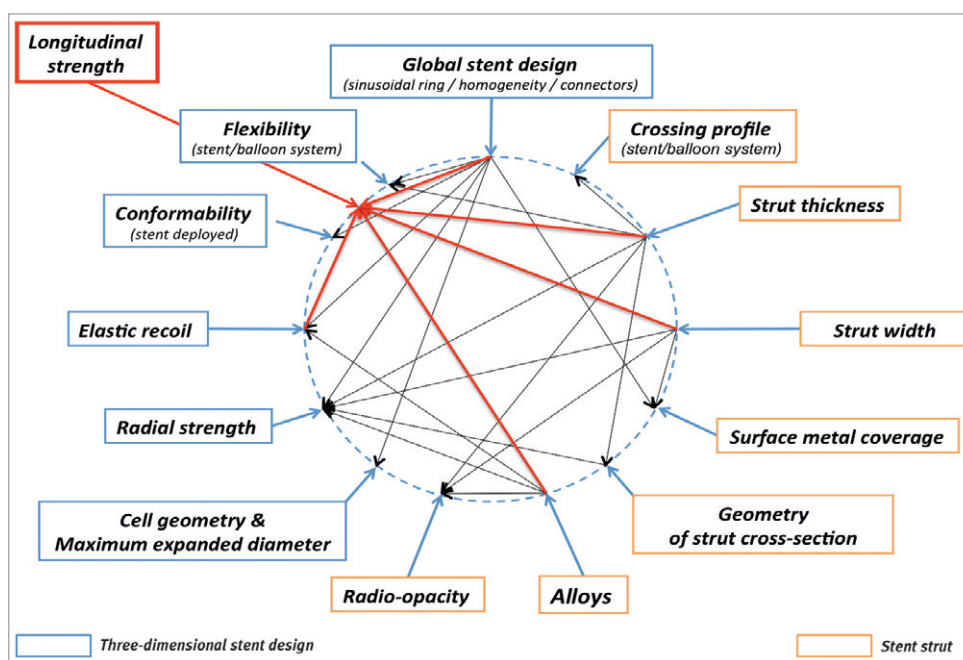 Longitudinal
strength
Global stent design
(sinusoidal ring / homogeneity / connectors)
Flexibility
(stent/balloon system)
Crossing profile
(stent/balloon system)
Conformability
(stent deployed)
Strut thickness
Elastic recoil
Strut width
Radial strength
Surface metal coverage
Cell geometry &
Maximum expanded diameter
Geometry
of strut cross-section
Radio-opacity
Alloys
Three-dimensional stent design
Stent strut